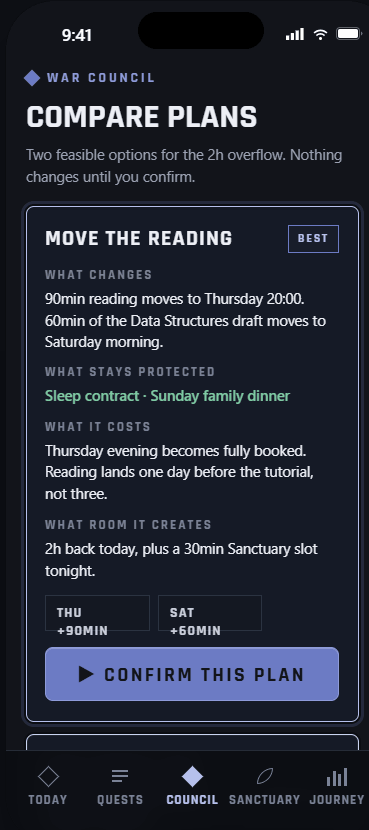 9:41
WAR COUNCIL
COMPARE PLANS
Two feasible options for the 2h overflow. Nothing
changes until you confirm.
MOVE THE READING
BEST
WHAT CHANGES
90min reading moves to Thursday 20:00.
60min of the Data Structures draft moves to
Saturday morning.
WHAT STAYS PROTECTED
Sleep contract · Sunday family dinner
WHAT IT COSTS
Thursday evening becomes fully booked.
Reading lands one day before the tutorial,
not three.
WHAT ROOM IT CREATES
2h back today, plus a 30min Sanctuary slot
tonight.
THU
+90MIN
SAT
+60MIN
▶ CONFIRM THIS PLAN
TODAY
QUESTS
COUNCIL
SANCTUARY
JOURNEY